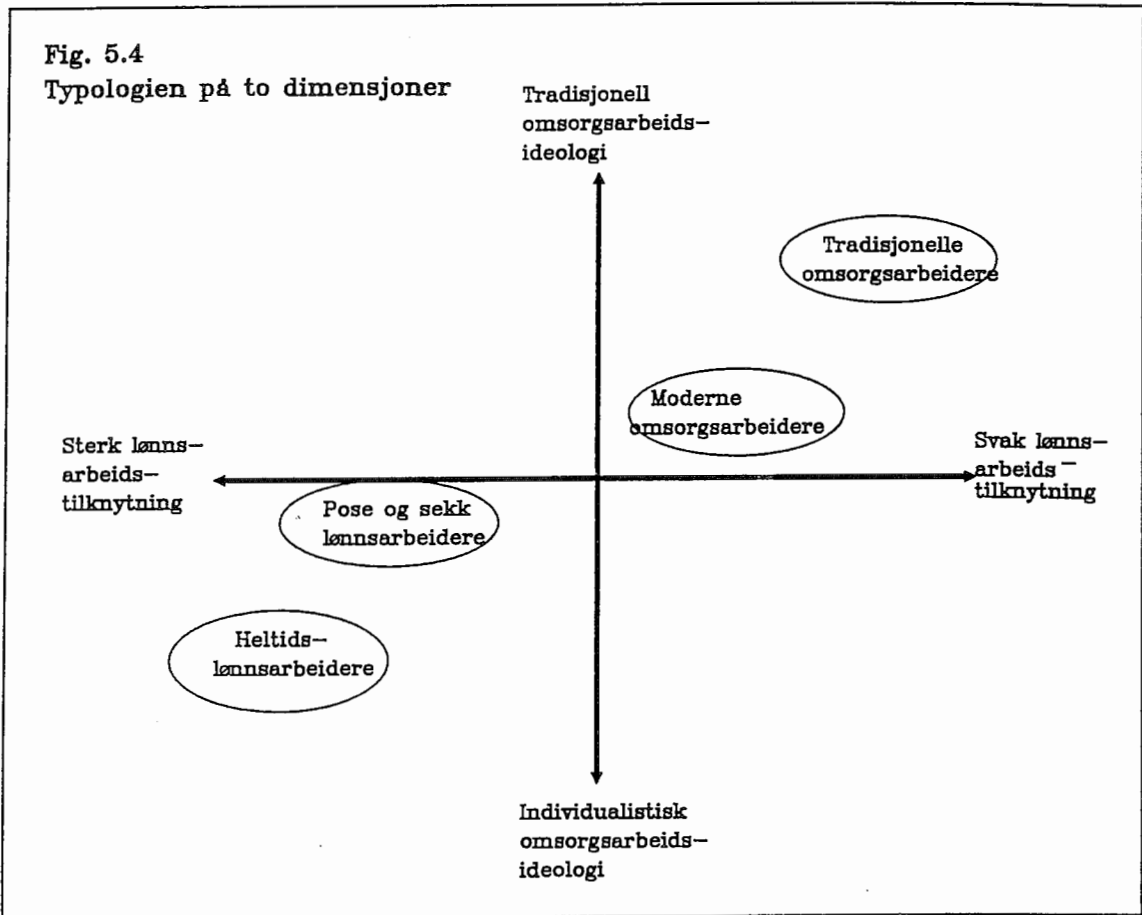 Fig. 5.4
Typologien på to dimensjoner
Tradisjonell
omsorgsarbeids–
ideologi
Tradisjonelle
omsorgsarbeidere
Moderne
omsorgsarbeidere
Sterk lønns–
arbeids–
tilknytning
Svak lønns–
arbeids–
tilknytning
Pose og sekk
lønnsarbeidere
Heltids–
lønnsarbeidere
Individualistisk
omsorgsarbeids–
ideologi